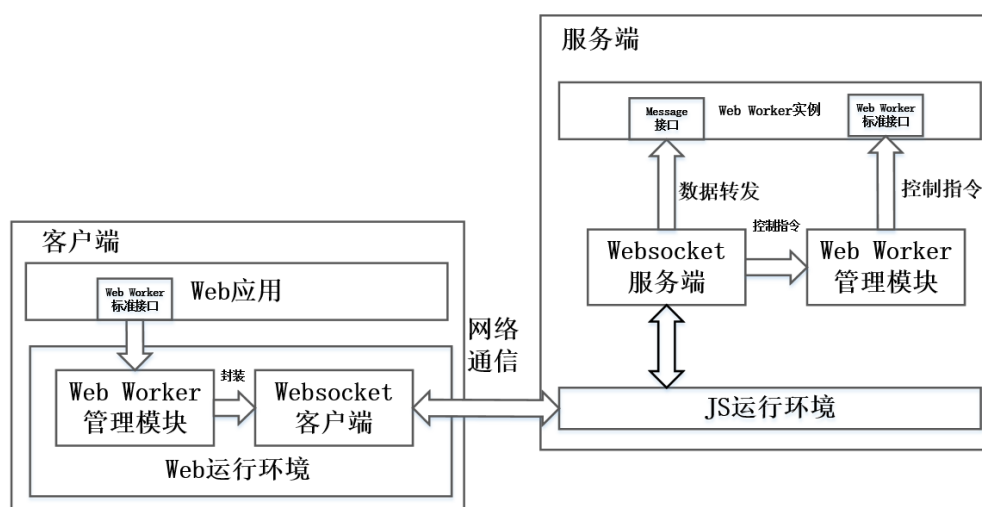 服务端
Message
接口
Web Worker实例
Web Worker
标准接口
数据转发
控制指令
Websocket
服务端
控制指令
Web Worker
管理模块
JS运行环境
客户端
Web Worker
标准接口
Web应用
网络
通信
Web Worker
管理模块
封装
Websocket
客户端
Web运行环境